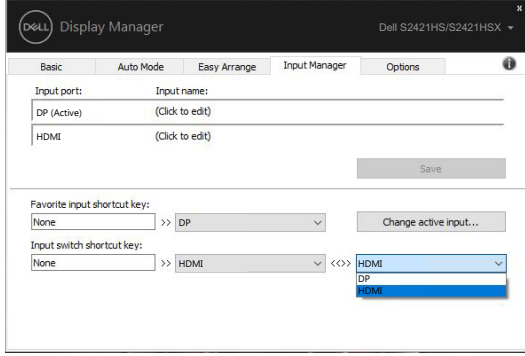 x
DELL Display Manager Dell S2421HS/S2421HSX
Basic Auto Mode Easy Arrange Input Manager Options i
Input port: Input name:
DP (Active) (Click to edit)
HDMI (Click to edit)
Save
Favorite input shortcut key:
None >> DP Change active input...
Input switch shortcut key:
None >> HDMI <<>> HDMI
DP
HDMI